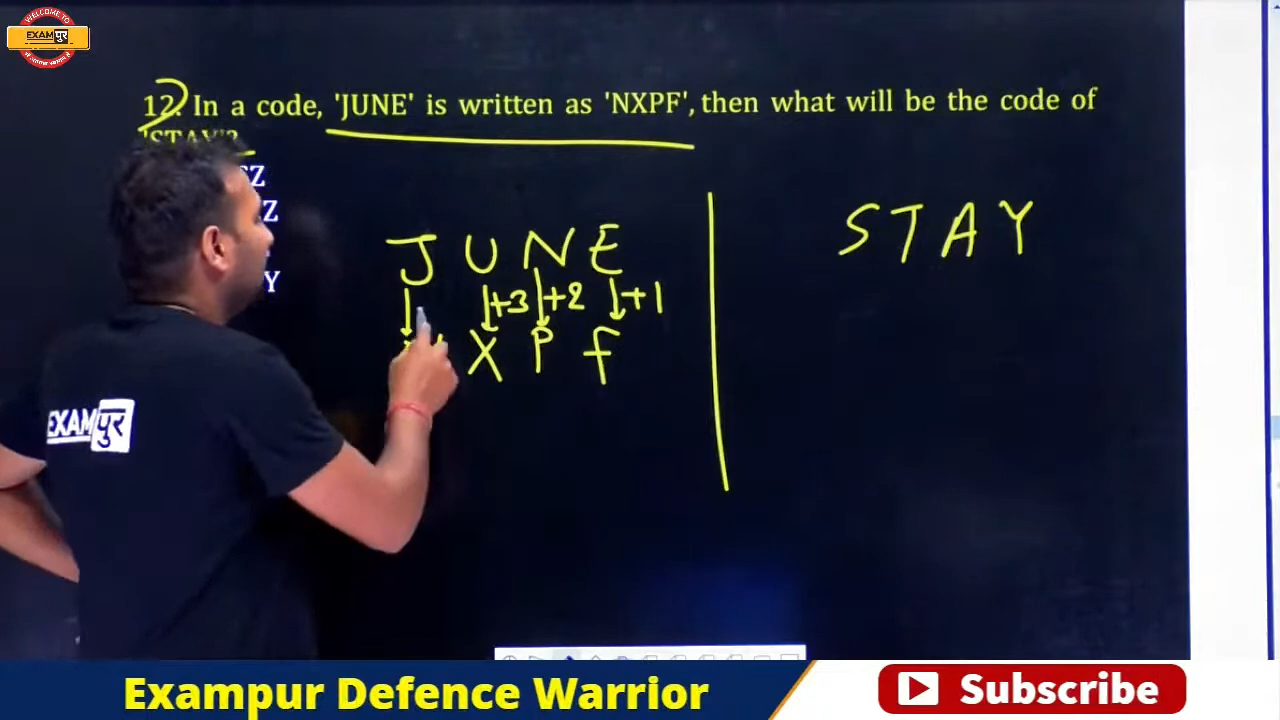 WELCOME TO
EXAMपुर
12. In a code, 'JUNE' is written as 'NXPF', then what will be the code of
'STAY'?
Z
Z
Y
J U N E
+3 +2 +1
X P F
S T A Y
EXAMपुर
Exampur Defence Warrior
Subscribe